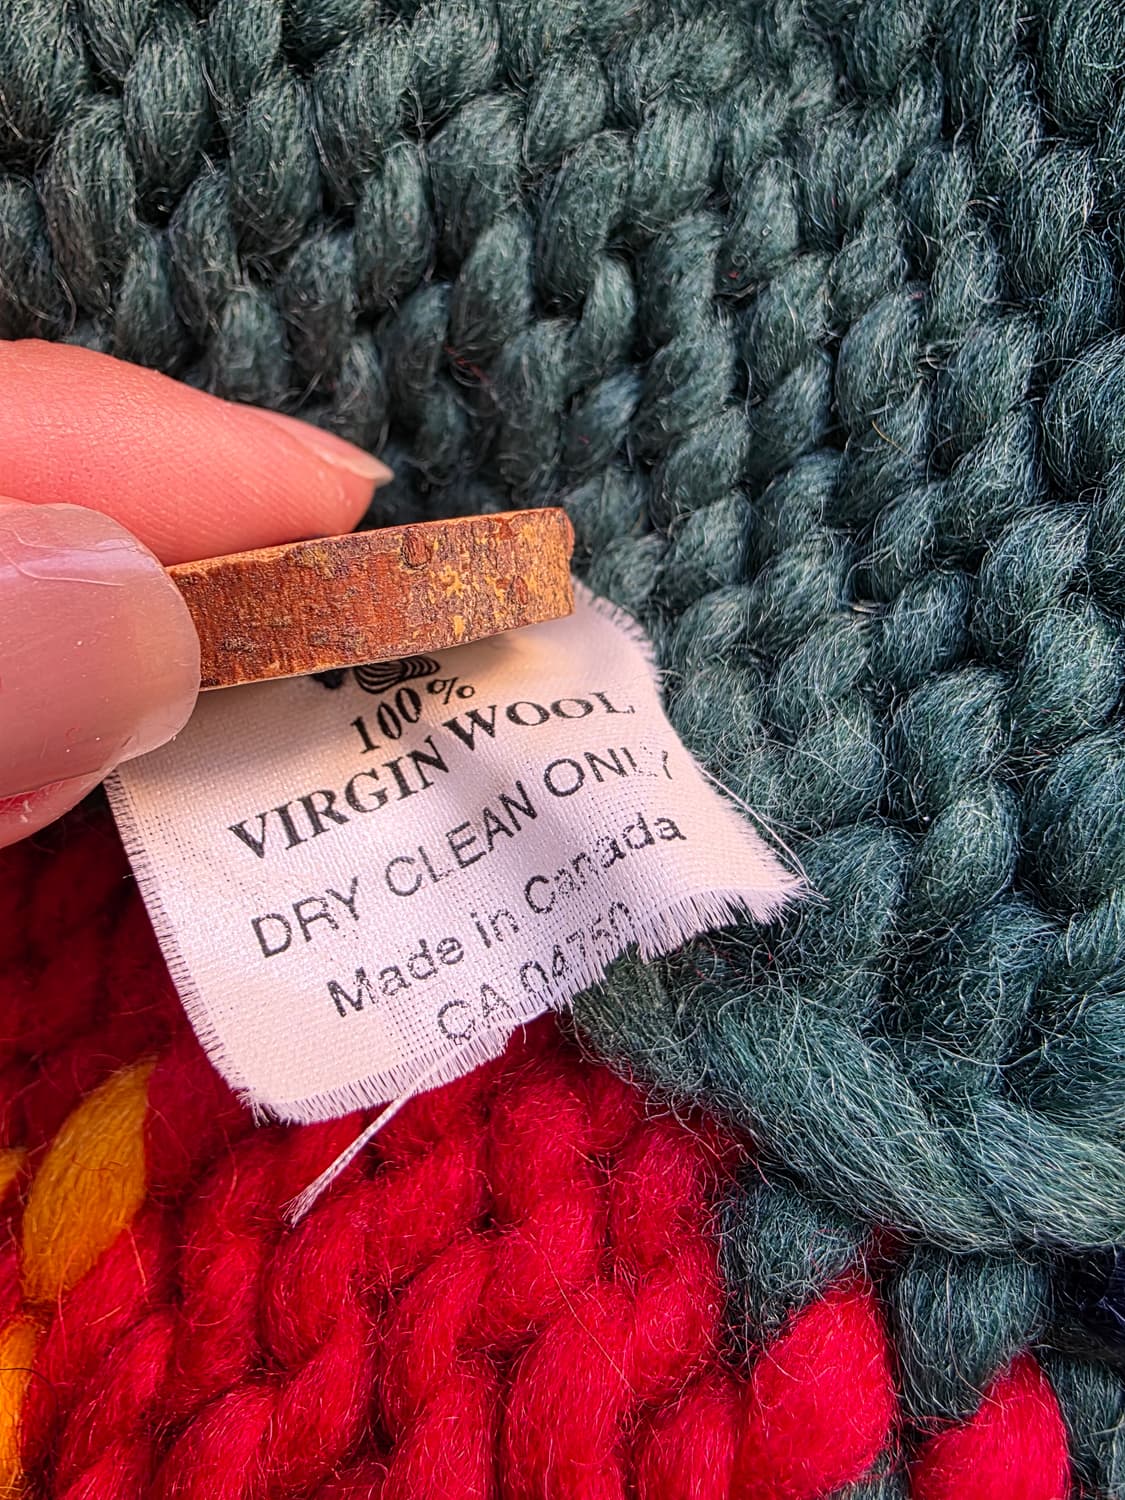 100%
VIRGIN WOOL
DRY CLEAN ONLY
Made in Canada
CA 04750